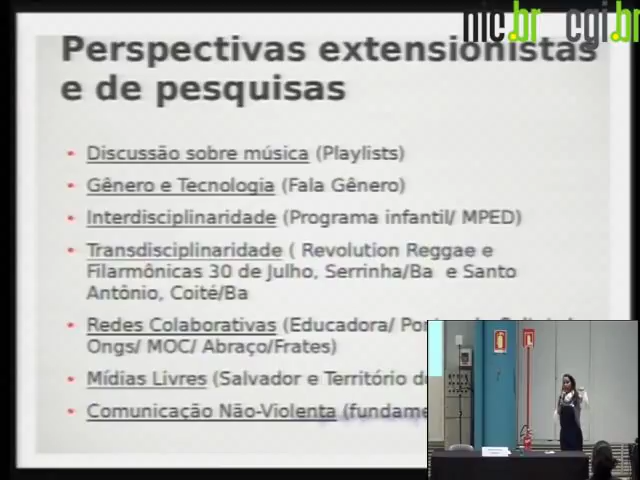 nic.br cgi.br
Perspectivas extensionistas
e de pesquisas
• Discussão sobre música (Playlists)
• Gênero e Tecnologia (Fala Gênero)
• Interdisciplinaridade (Programa infantil/ MPED)
• Transdisciplinaridade ( Revolution Reggae e
Filarmônicas 30 de Julho, Serrinha/Ba e Santo
Antônio, Coité/Ba
• Redes Colaborativas (Educadora/
Ongs/ MOC/ Abraço/Frates)
• Mídias Livres (Salvador e Território
• Comunicação Não-Violenta (fundame